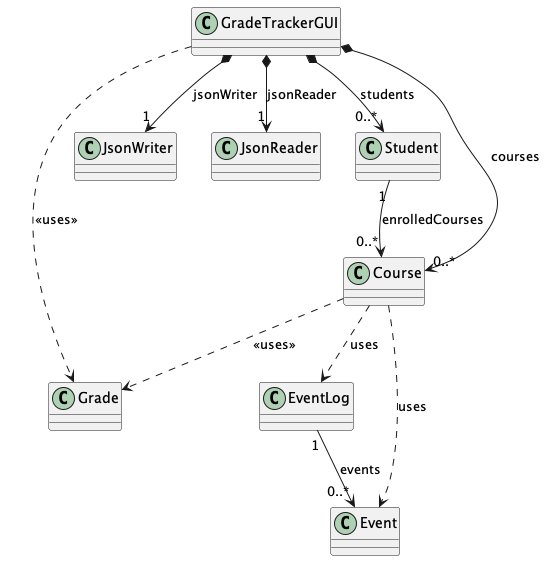 C GradeTrackerGUI
jsonWriter
jsonReader
students
1
1
0..*
C JsonWriter
C JsonReader
C Student
courses
1
«uses»
enrolledCourses
0..*
0..*
C Course
«uses»
uses
C Grade
C EventLog
uses
1
events
0..*
C Event